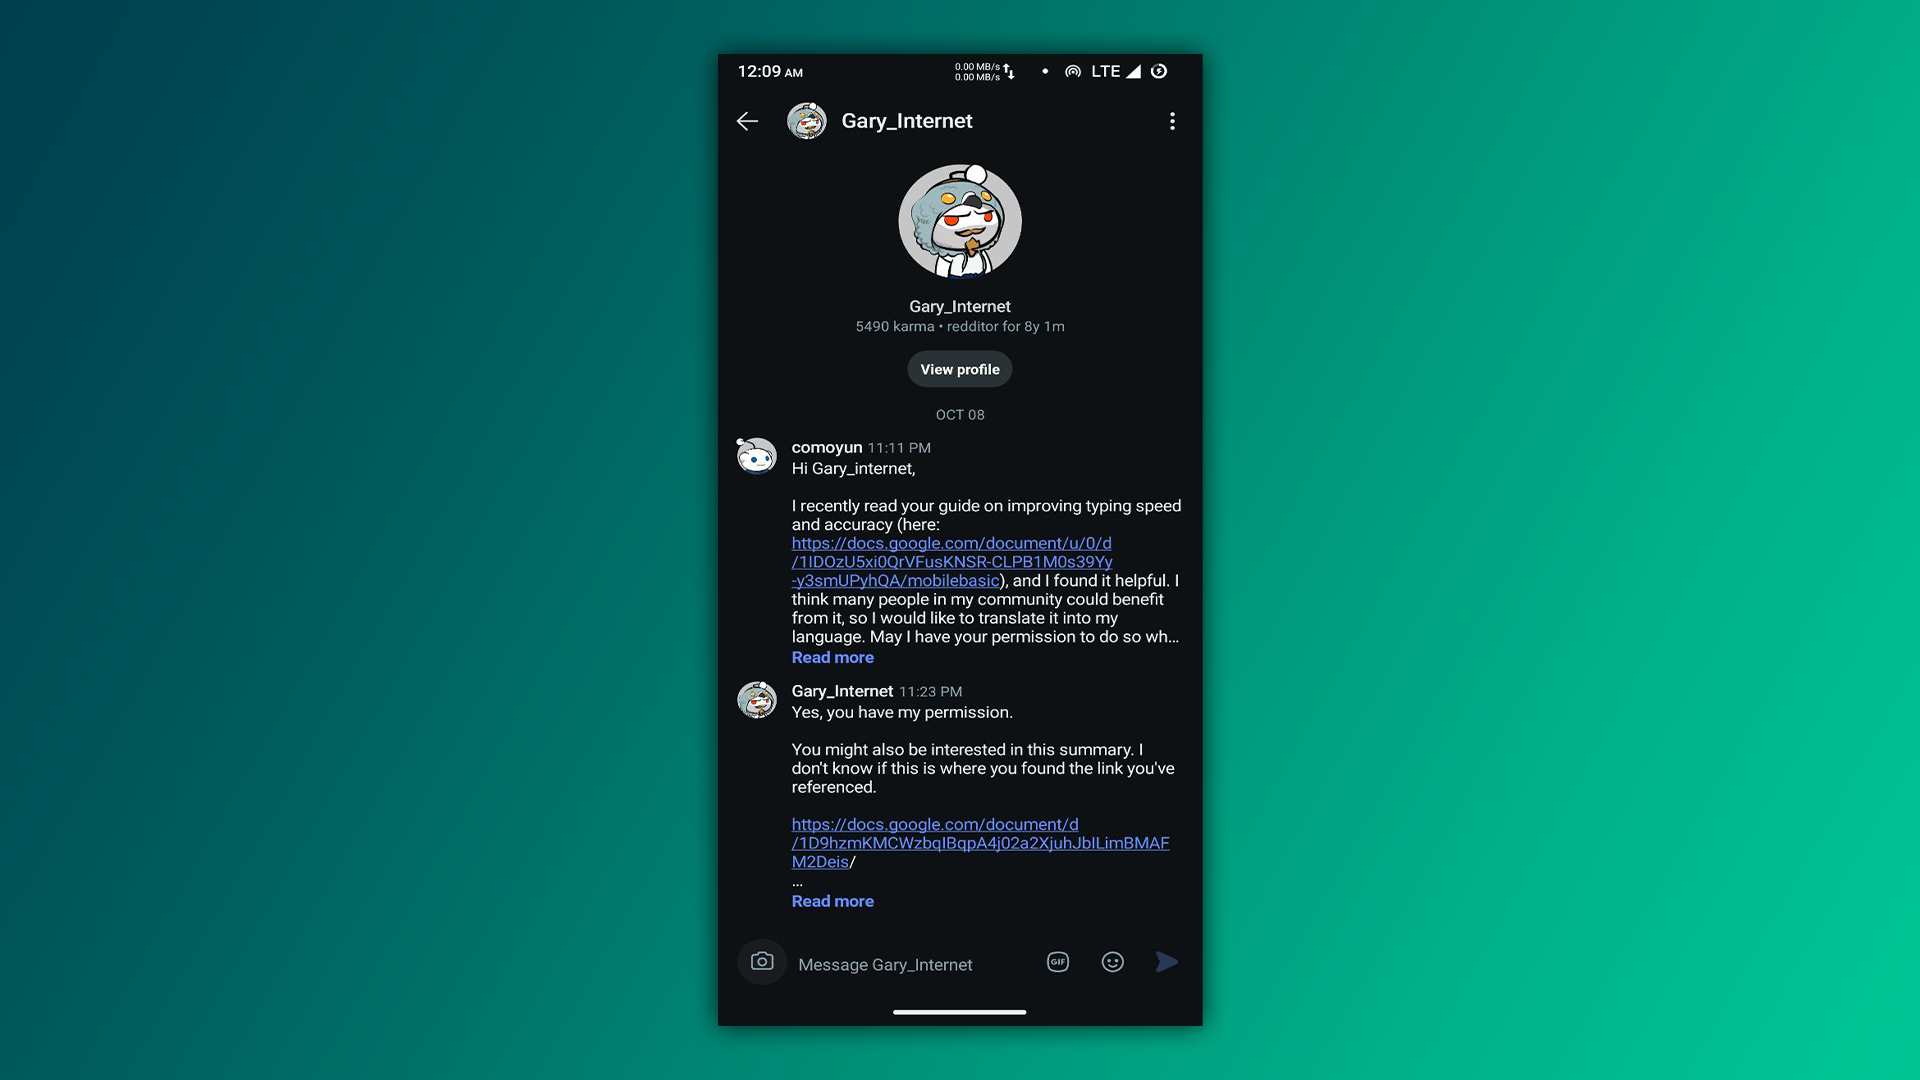 12:09 AM
0.00 MB/s
0.00 MB/s
LTE
Gary_Internet
Gary_Internet
5490 karma • redditor for 8y 1m
View profile
OCT 08
comoyun 11:11 PM
Hi Gary_internet,
I recently read your guide on improving typing speed
and accuracy (here:
https://docs.google.com/document/u/0/d
/1IDOzU5xi0QrVFusKNSR-CLPB1M0s39Yy
-y3smUPyhQA/mobilebasic), and I found it helpful. I
think many people in my community could benefit
from it, so I would like to translate it into my
language. May I have your permission to do so wh...
Read more
Gary_Internet 11:23 PM
Yes, you have my permission.
You might also be interested in this summary. I
don't know if this is where you found the link you've
referenced.
https://docs.google.com/document/d
/1D9hzmKMCWzbqIBqpA4j02a2XjuhJbILimBMAF
M2Deis/
...
Read more
Message Gary_Internet
GIF